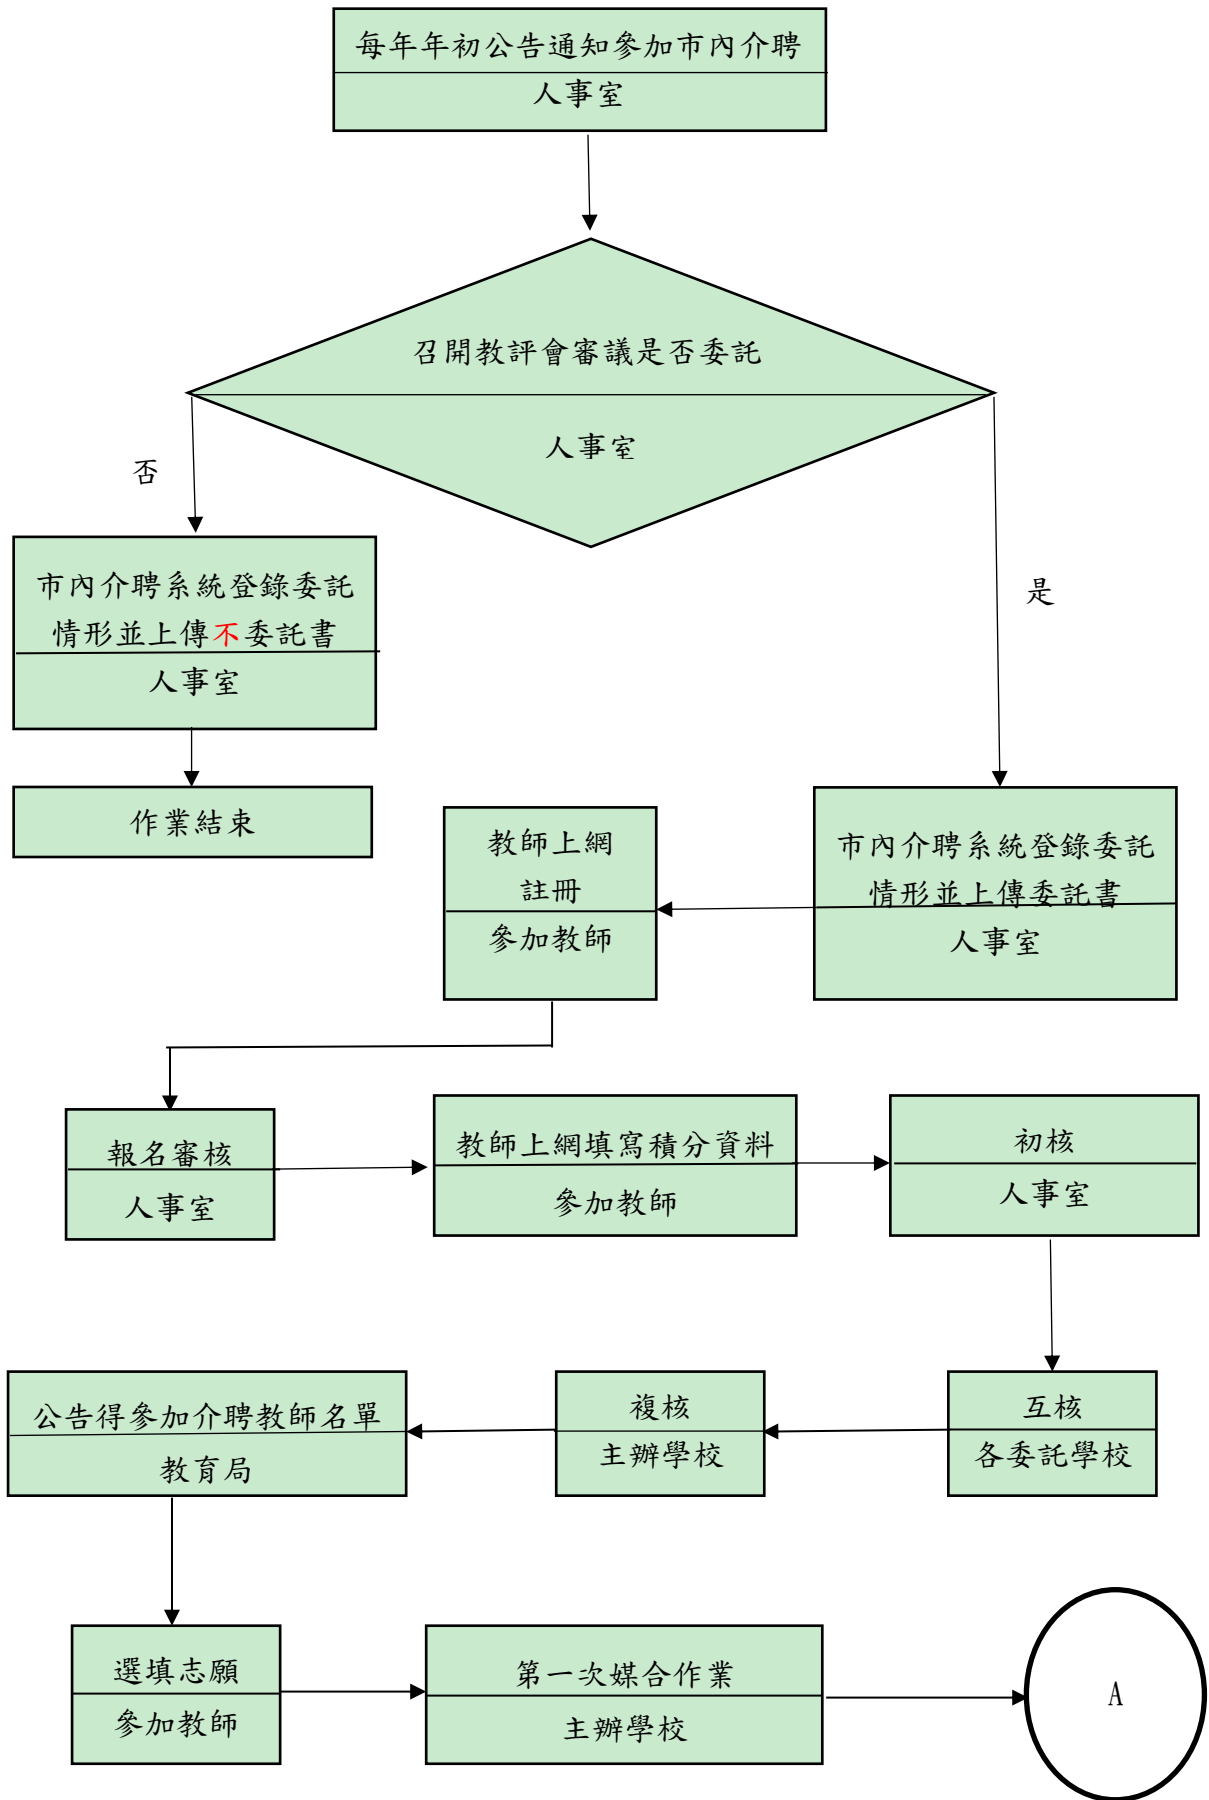 每年年初公告通知參加市內介聘
人事室
召開教評會審議是否委託
人事室
否
是
市內介聘系統登錄委託
情形並上傳不委託書
人事室
作業結束
市內介聘系統登錄委託
情形並上傳委託書
人事室
教師上網
註冊
參加教師
報名審核
人事室
教師上網填寫積分資料
參加教師
初核
人事室
互核
各委託學校
複核
主辦學校
公告得參加介聘教師名單
教育局
選填志願
參加教師
第一次媒合作業
主辦學校
A